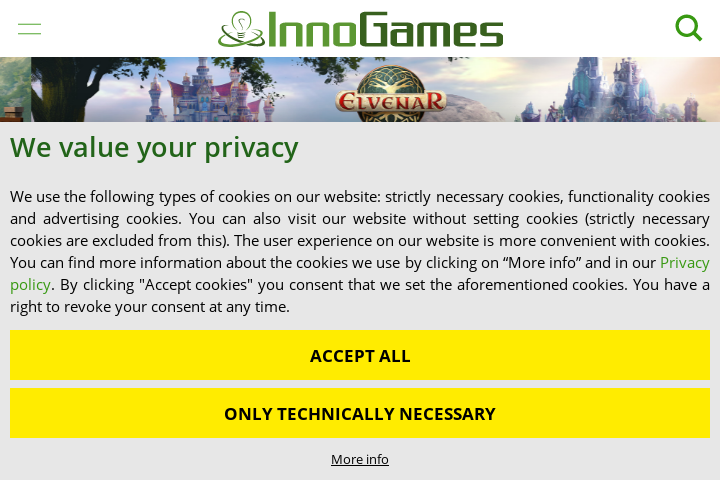 InnoGames
ELVENAR
We value your privacy
We use the following types of cookies on our website: strictly necessary cookies, functionality cookies
and advertising cookies. You can also visit our website without setting cookies (strictly necessary
cookies are excluded from this). The user experience on our website is more convenient with cookies.
You can find more information about the cookies we use by clicking on “More info” and in our Privacy
policy. By clicking "Accept cookies" you consent that we set the aforementioned cookies. You have a
right to revoke your consent at any time.
ACCEPT ALL
ONLY TECHNICALLY NECESSARY
More info